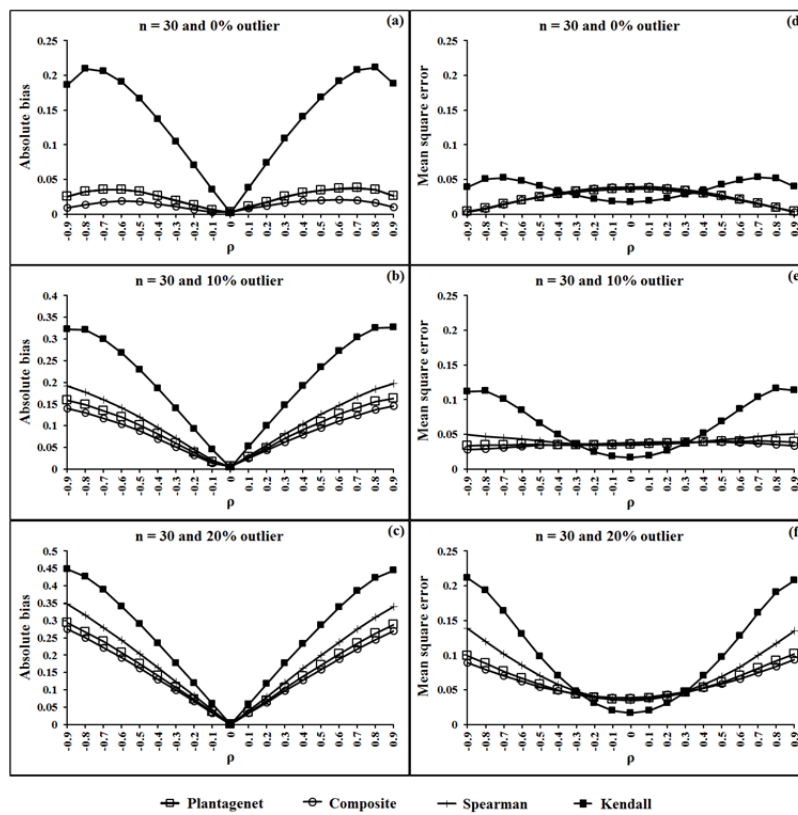 n = 30 and 0% outlier
(a)
Absolute bias
0.25
0.2
0.15
0.1
0.05
0
-0.9 -0.8 -0.7 -0.6 -0.5 -0.4 -0.3 -0.2 -0.1 0 0.1 0.2 0.3 0.4 0.5 0.6 0.7 0.8 0.9
ρ
n = 30 and 0% outlier
(d)
Mean square error
0.25
0.2
0.15
0.1
0.05
0
-0.9 -0.8 -0.7 -0.6 -0.5 -0.4 -0.3 -0.2 -0.1 0 0.1 0.2 0.3 0.4 0.5 0.6 0.7 0.8 0.9
ρ
n = 30 and 10% outlier
(b)
Absolute bias
0.4
0.35
0.3
0.25
0.2
0.15
0.1
0.05
0
-0.9 -0.8 -0.7 -0.6 -0.5 -0.4 -0.3 -0.2 -0.1 0 0.1 0.2 0.3 0.4 0.5 0.6 0.7 0.8 0.9
ρ
n = 30 and 10% outlier
(e)
Mean square error
0.25
0.2
0.15
0.1
0.05
0
-0.9 -0.8 -0.7 -0.6 -0.5 -0.4 -0.3 -0.2 -0.1 0 0.1 0.2 0.3 0.4 0.5 0.6 0.7 0.8 0.9
ρ
n = 30 and 20% outlier
(c)
Absolute bias
0.5
0.45
0.4
0.35
0.3
0.25
0.2
0.15
0.1
0.05
0
-0.9 -0.8 -0.7 -0.6 -0.5 -0.4 -0.3 -0.2 -0.1 0 0.1 0.2 0.3 0.4 0.5 0.6 0.7 0.8 0.9
ρ
n = 30 and 20% outlier
(f)
Mean square error
0.25
0.2
0.15
0.1
0.05
0
-0.9 -0.8 -0.7 -0.6 -0.5 -0.4 -0.3 -0.2 -0.1 0 0.1 0.2 0.3 0.4 0.5 0.6 0.7 0.8 0.9
ρ
Plantagenet Composite Spearman Kendall